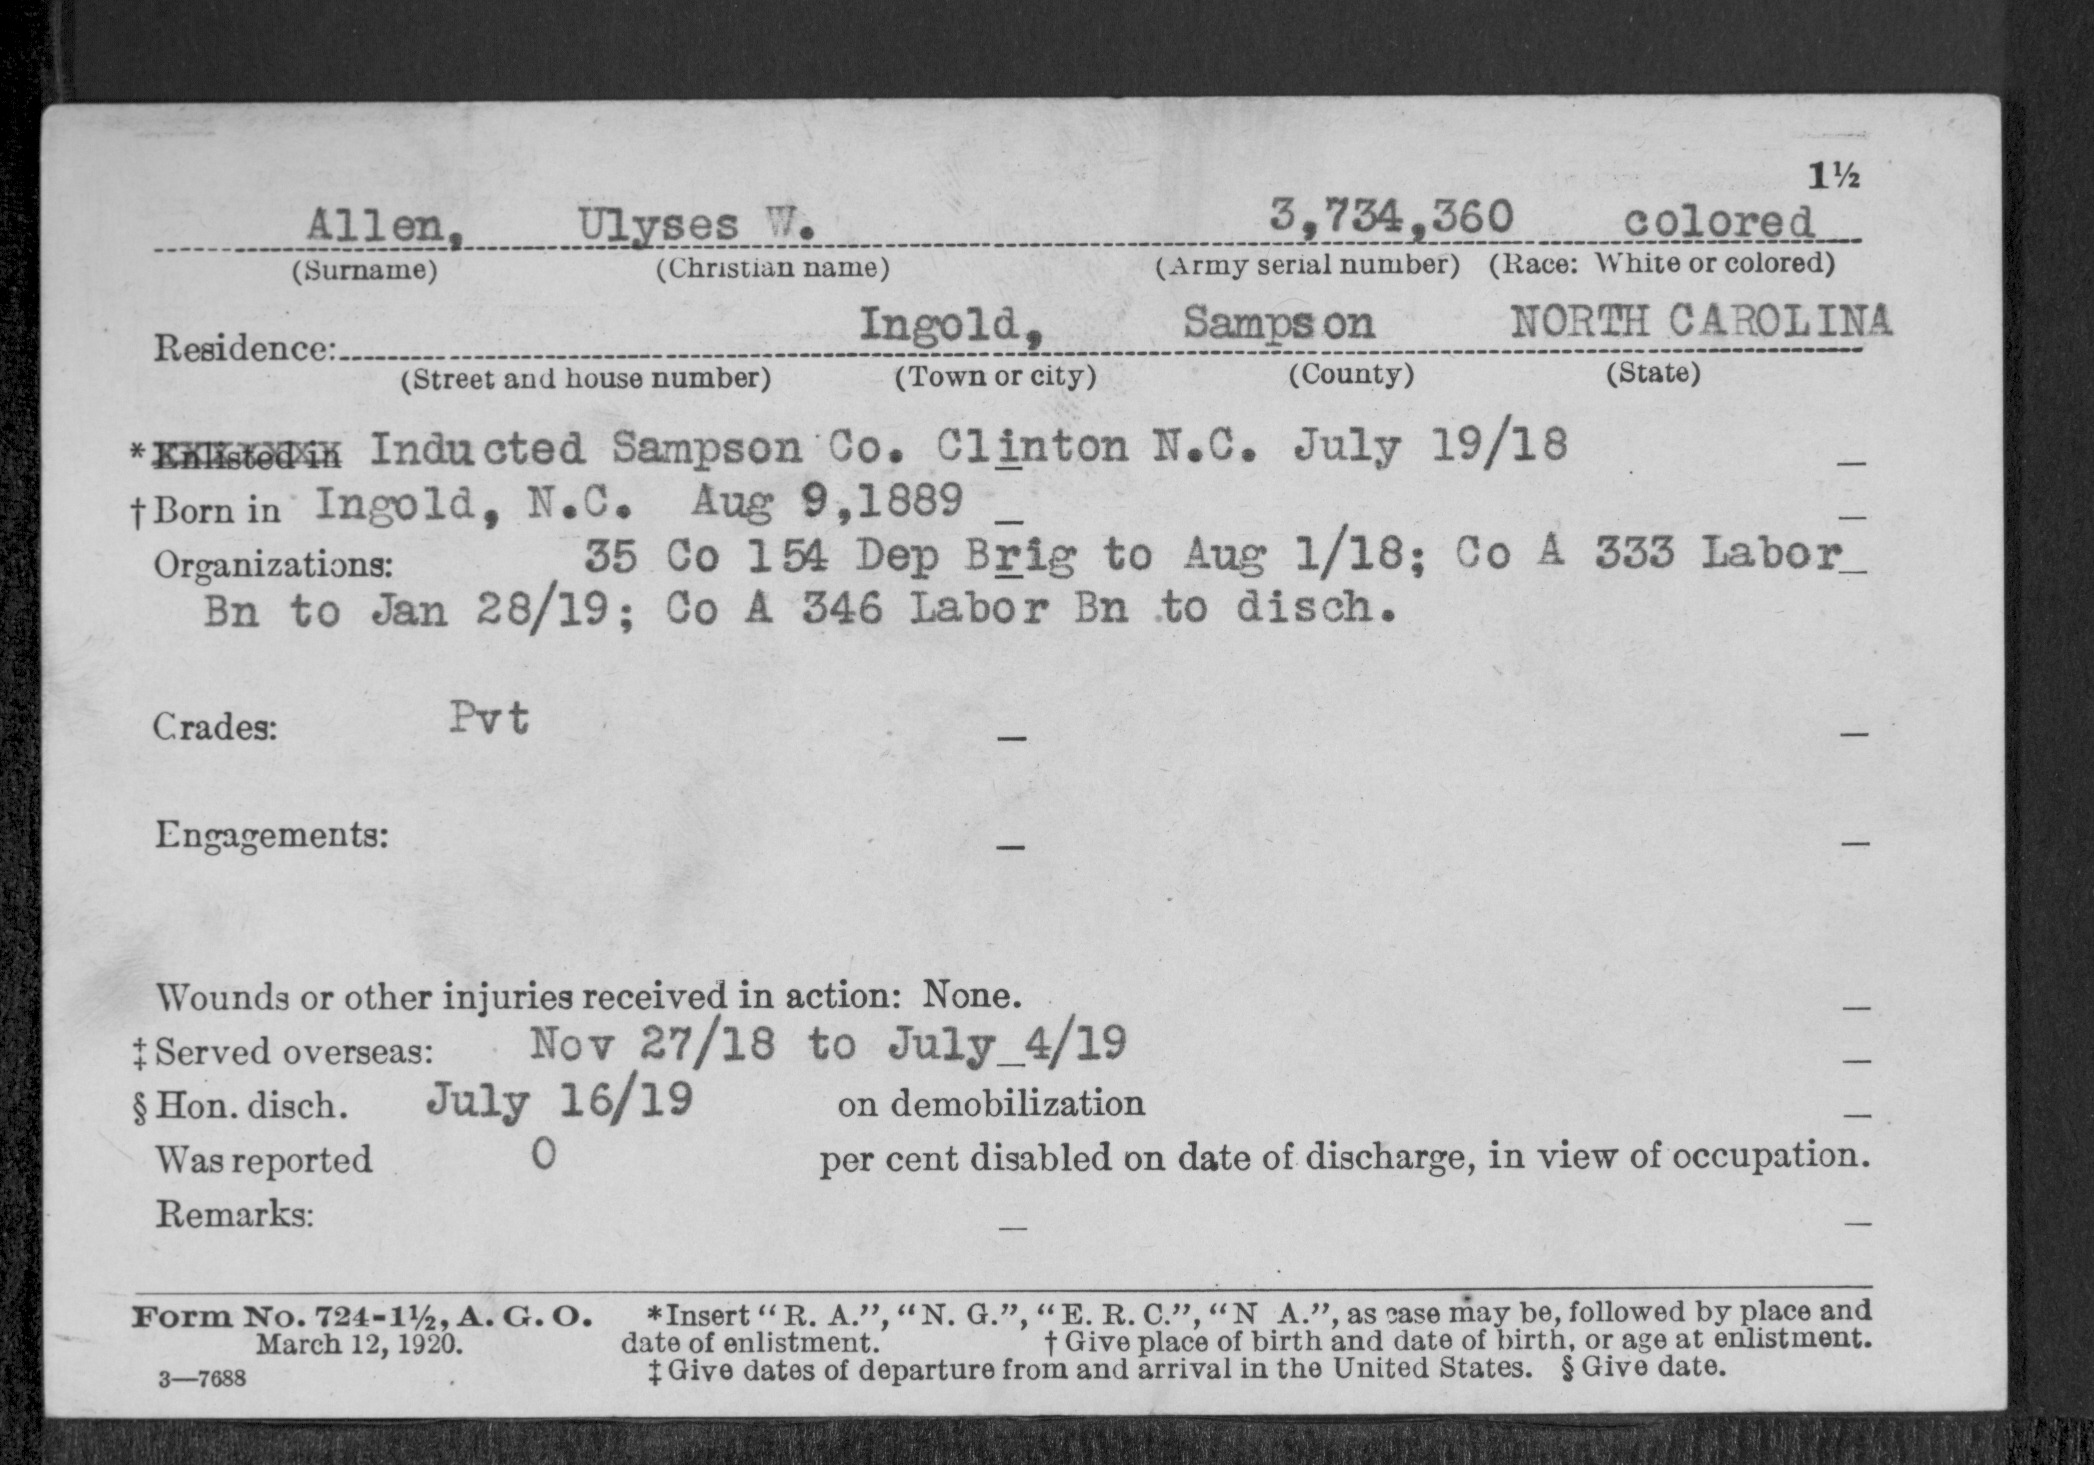 1½
Allen, Ulyses W. 3,734,360 colored
(Surname) (Christian name) (Army serial number) (Race: White or colored)
Residence: Ingold, Sampson NORTH CAROLINA
(Street and house number) (Town or city) (County) (State)
*Enlisted in Inducted Sampson Co. Clinton N.C. July 19/18
†Born in Ingold, N.C. Aug 9,1889
Organizations: 35 Co 154 Dep Brig to Aug 1/18; Co A 333 Labor
Bn to Jan 28/19; Co A 346 Labor Bn to disch.
Grades: Pvt
Engagements:
Wounds or other injuries received in action: None.
‡Served overseas: Nov 27/18 to July 4/19
§Hon. disch. July 16/19 on demobilization
Was reported 0 per cent disabled on date of discharge, in view of occupation.
Remarks:
Form No. 724-1½, A. G. O. *Insert "R. A.", "N. G.", "E. R. C.", "N A.", as case may be, followed by place and
March 12, 1920. date of enlistment. †Give place of birth and date of birth, or age at enlistment.
3—7688 ‡Give dates of departure from and arrival in the United States. §Give date.